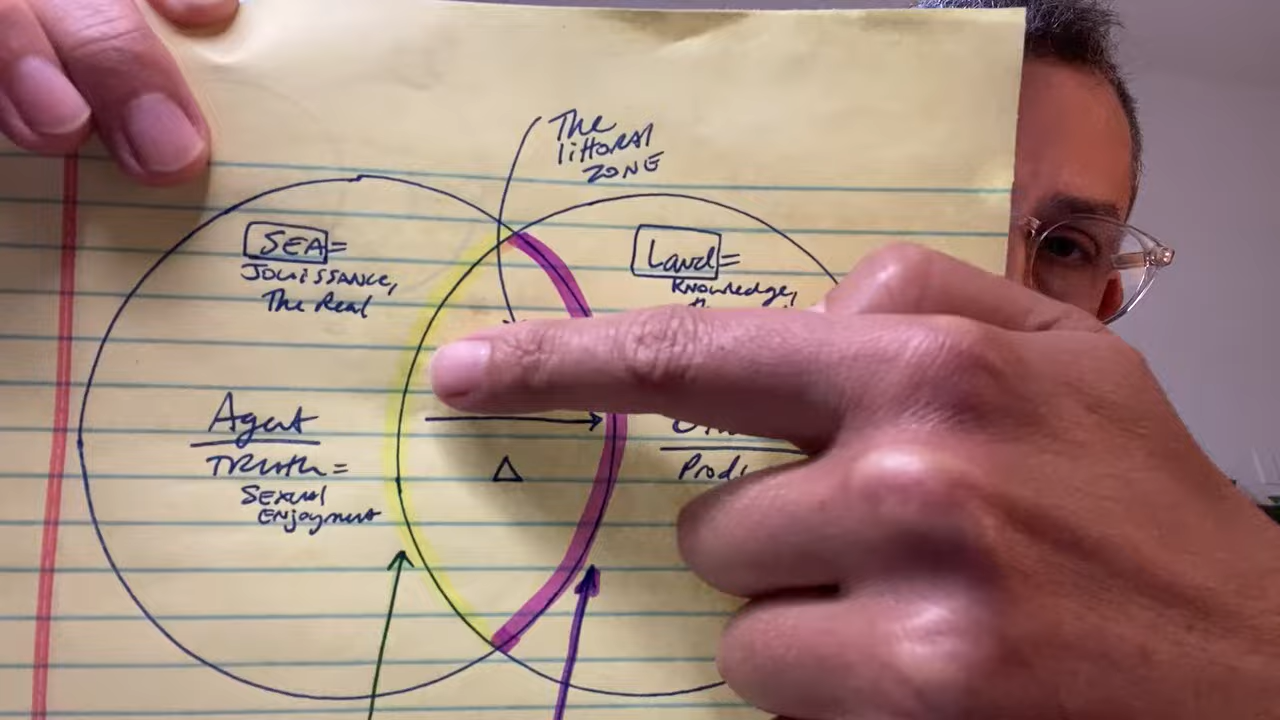 The
littoral
ZONE
SEA=
JOUISSANCE,
The Real
Land=
Knowledge,
Agent
TRUTH=
SEXUAL
ENJOYMENT
Δ